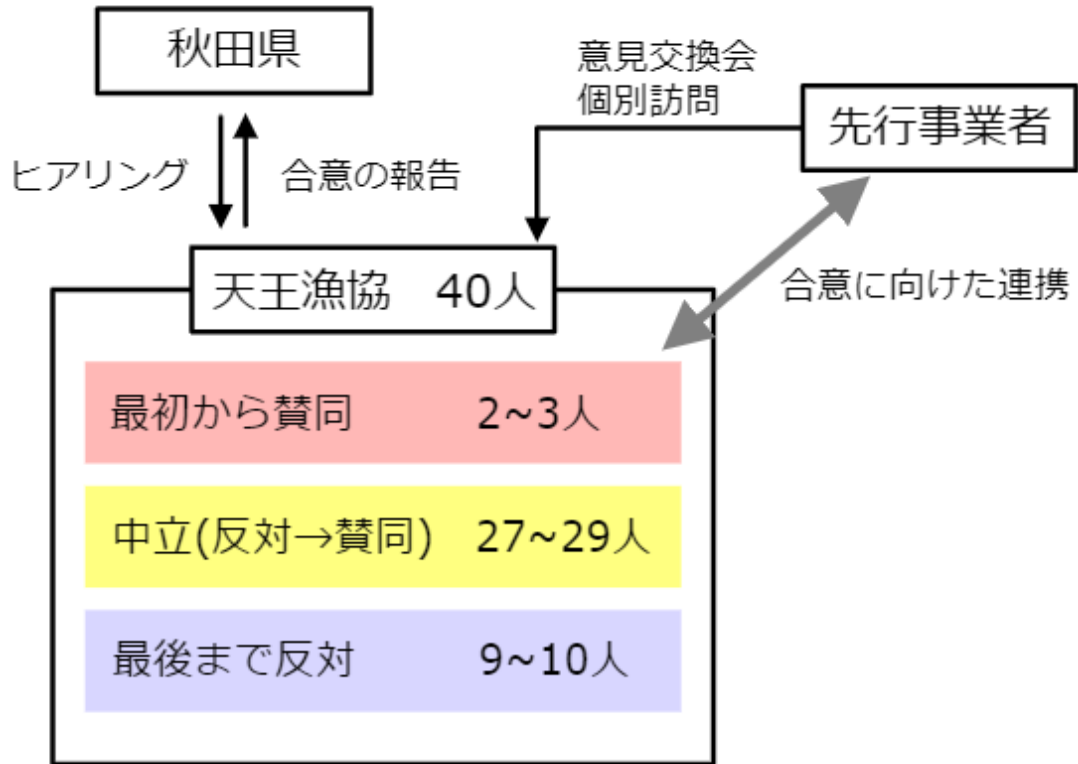 秋田県
意見交換会
個別訪問
先行事業者
ヒアリング
合意の報告
天王漁協 40人
合意に向けた連携
最初から賛同 2~3人
中立(反対→賛同) 27~29人
最後まで反対 9~10人